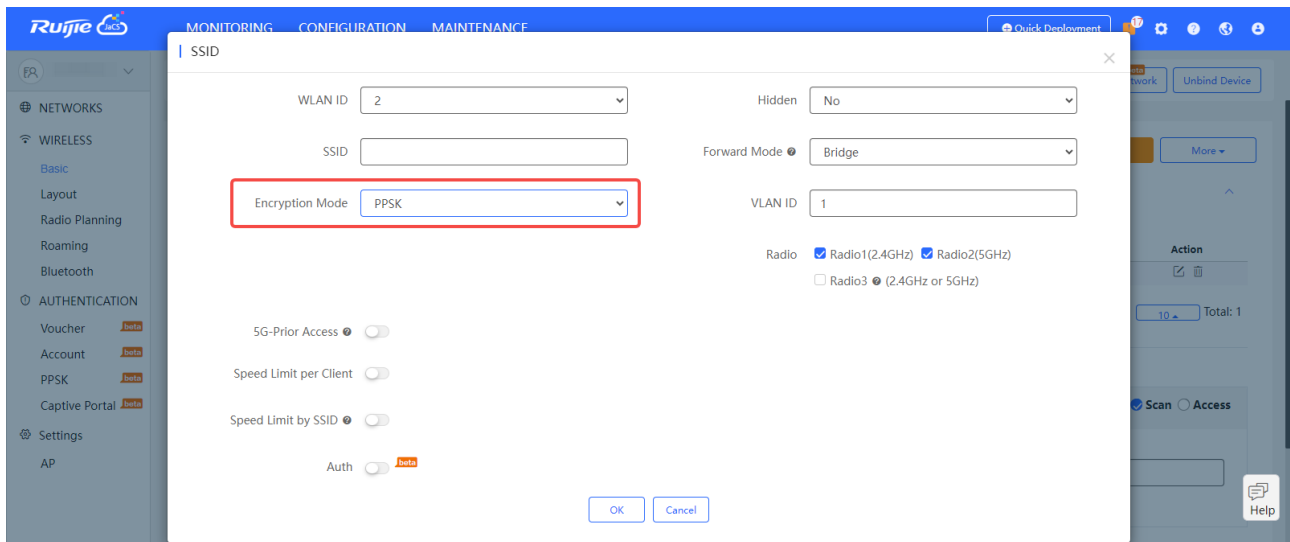 Ruijie JaCS
MONITORING CONFIGURATION MAINTENANCE
Quick Deployment
17
SSID
FR
NETWORKS
WIRELESS
Basic
Layout
Radio Planning
Roaming
Bluetooth
AUTHENTICATION
Voucher beta
Account beta
PPSK beta
Captive Portal beta
Settings
AP
WLAN ID 2
Hidden No
SSID
Forward Mode Bridge
Encryption Mode PPSK
VLAN ID 1
Radio Radio1(2.4GHz) Radio2(5GHz)
Radio3 (2.4GHz or 5GHz)
5G-Prior Access
Speed Limit per Client
Speed Limit by SSID
Auth beta
OK Cancel
twork Unbind Device
More
Action
10 Total: 1
Scan Access
Help